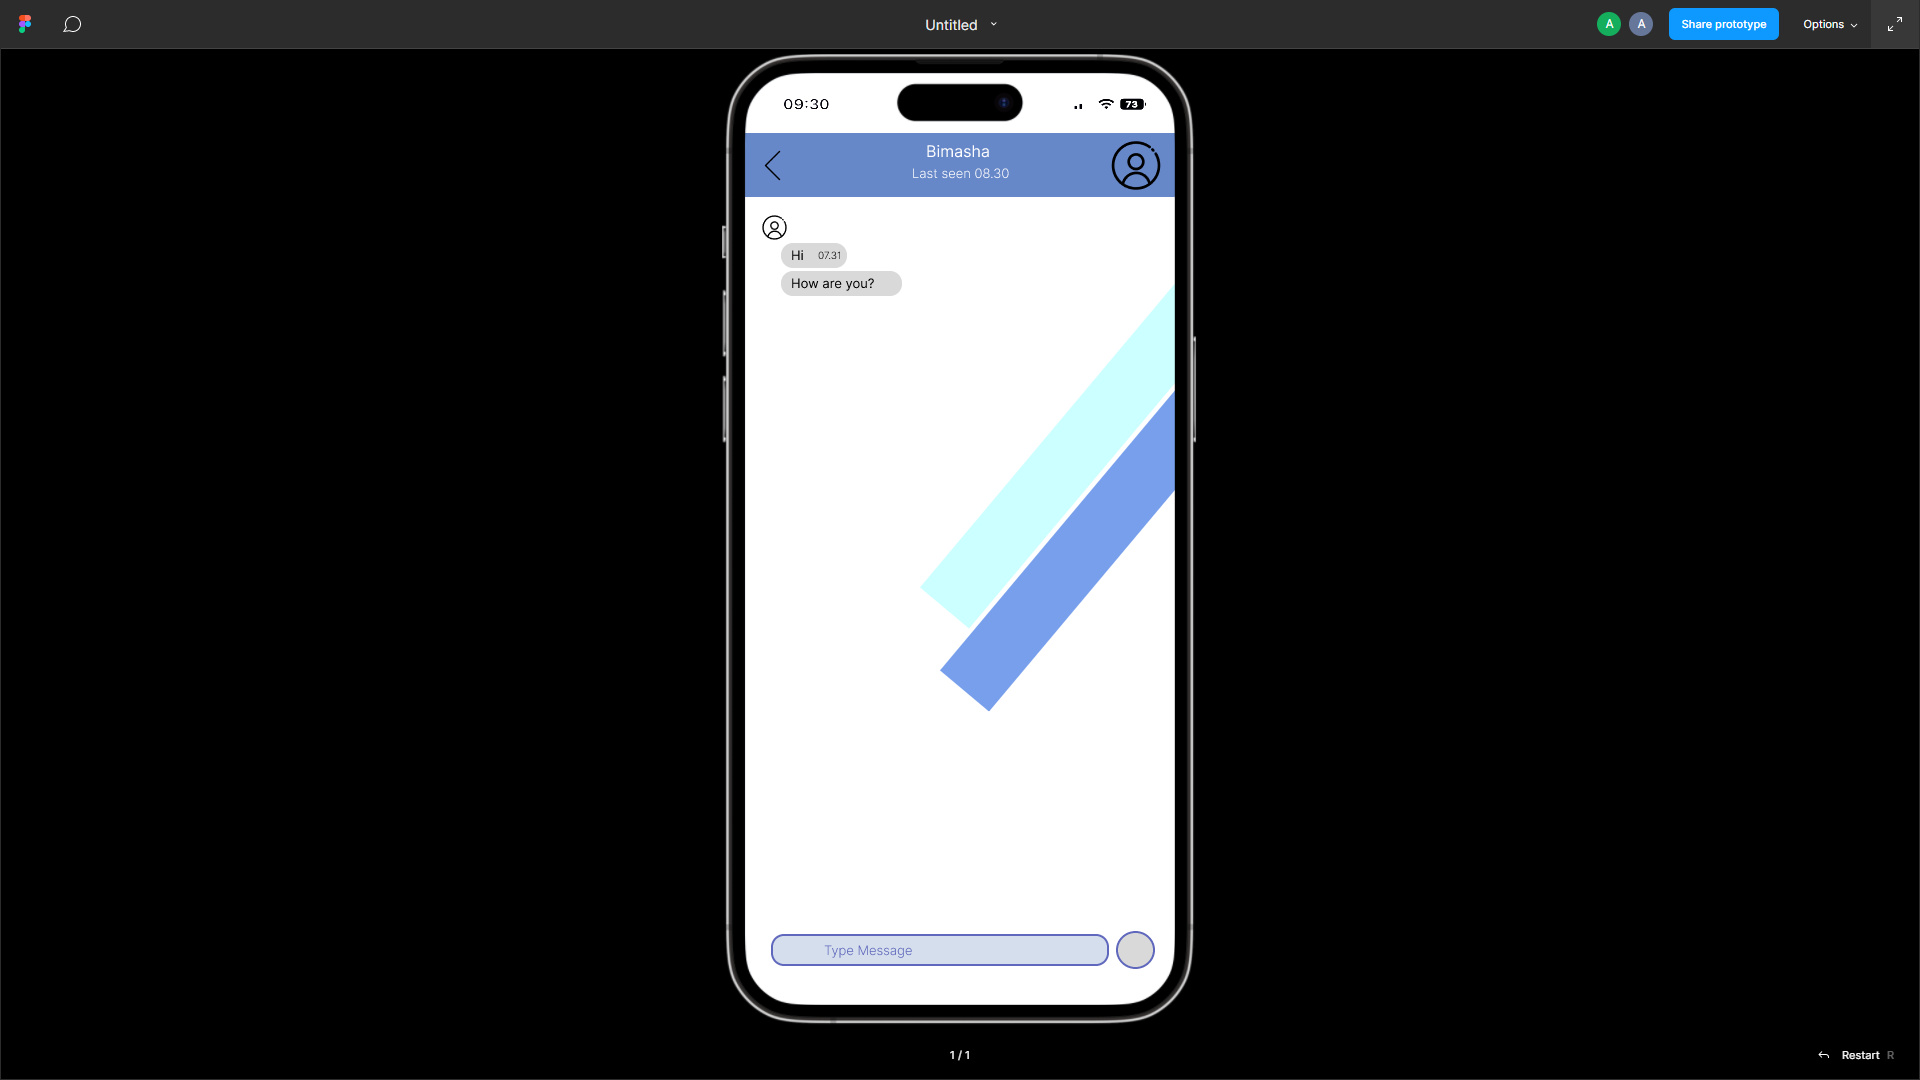 Untitled
A A
Share prototype
Options
09:30
73
Bimasha
Last seen 08.30
Hi 07.31
How are you?
Type Message
1 / 1
Restart R